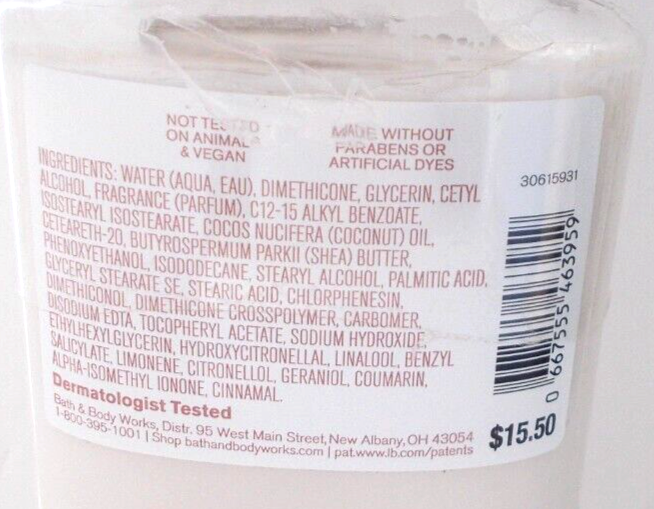 NOT TESTED
ON ANIMALS
& VEGAN
MADE WITHOUT
PARABENS OR
ARTIFICIAL DYES
INGREDIENTS: WATER (AQUA, EAU), DIMETHICONE, GLYCERIN, CETYL
ALCOHOL, FRAGRANCE (PARFUM), C12-15 ALKYL BENZOATE,
ISOSTEARYL ISOSTEARATE, COCOS NUCIFERA (COCONUT) OIL,
CETEARETH-20, BUTYROSPERMUM PARKII (SHEA) BUTTER,
PHENOXYETHANOL, ISODODECANE, STEARYL ALCOHOL, PALMITIC ACID,
GLYCERYL STEARATE SE, STEARIC ACID, CHLORPHENESIN,
DIMETHICONOL, DIMETHICONE CROSSPOLYMER, CARBOMER,
DISODIUM EDTA, TOCOPHERYL ACETATE, SODIUM HYDROXIDE,
ETHYLHEXYLGLYCERIN, HYDROXYCITRONELLAL, LINALOOL, BENZYL
SALICYLATE, LIMONENE, CITRONELLOL, GERANIOL, COUMARIN,
ALPHA-ISOMETHYL IONONE, CINNAMAL.
Dermatologist Tested
Bath & Body Works, Distr. 95 West Main Street, New Albany, OH 43054
1-800-395-1001 | Shop bathandbodyworks.com | pat.www.lb.com/patents
30615931
0 667555 463959
$15.50